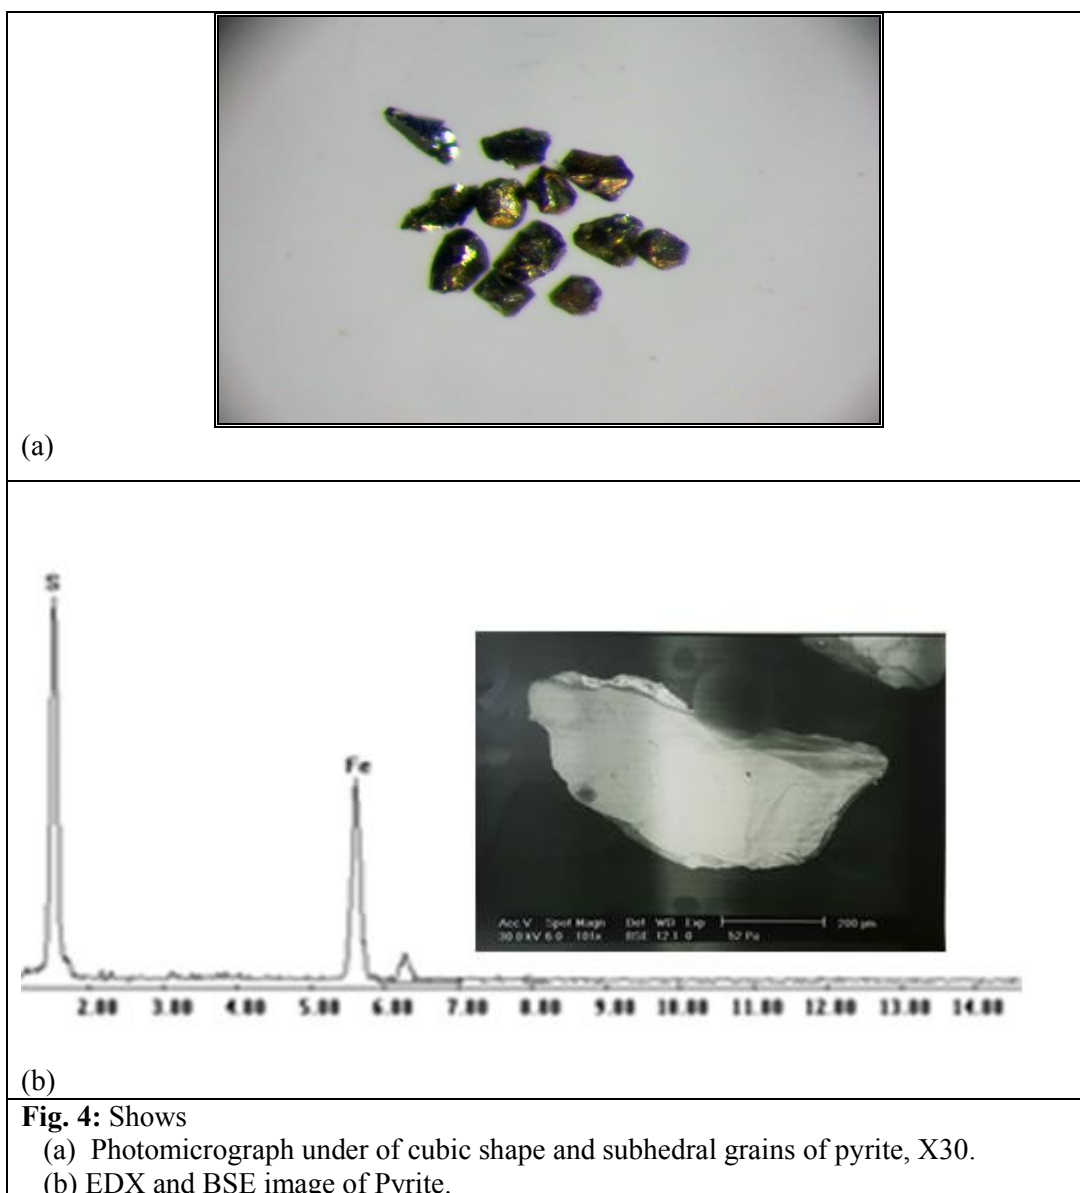 (a)
S
Fe
Acc.V Spot Magn Det WD Exp 200 µm
30.0 kV 6.0 101x BSE 12.1 0 52 Pa
2.00 3.00 4.00 5.00 6.00 7.00 8.00 9.00 10.00 11.00 12.00 13.00 14.00
(b)
Fig. 4: Shows
(a) Photomicrograph under of cubic shape and subhedral grains of pyrite, X30.
(b) EDX and BSE image of Pyrite.